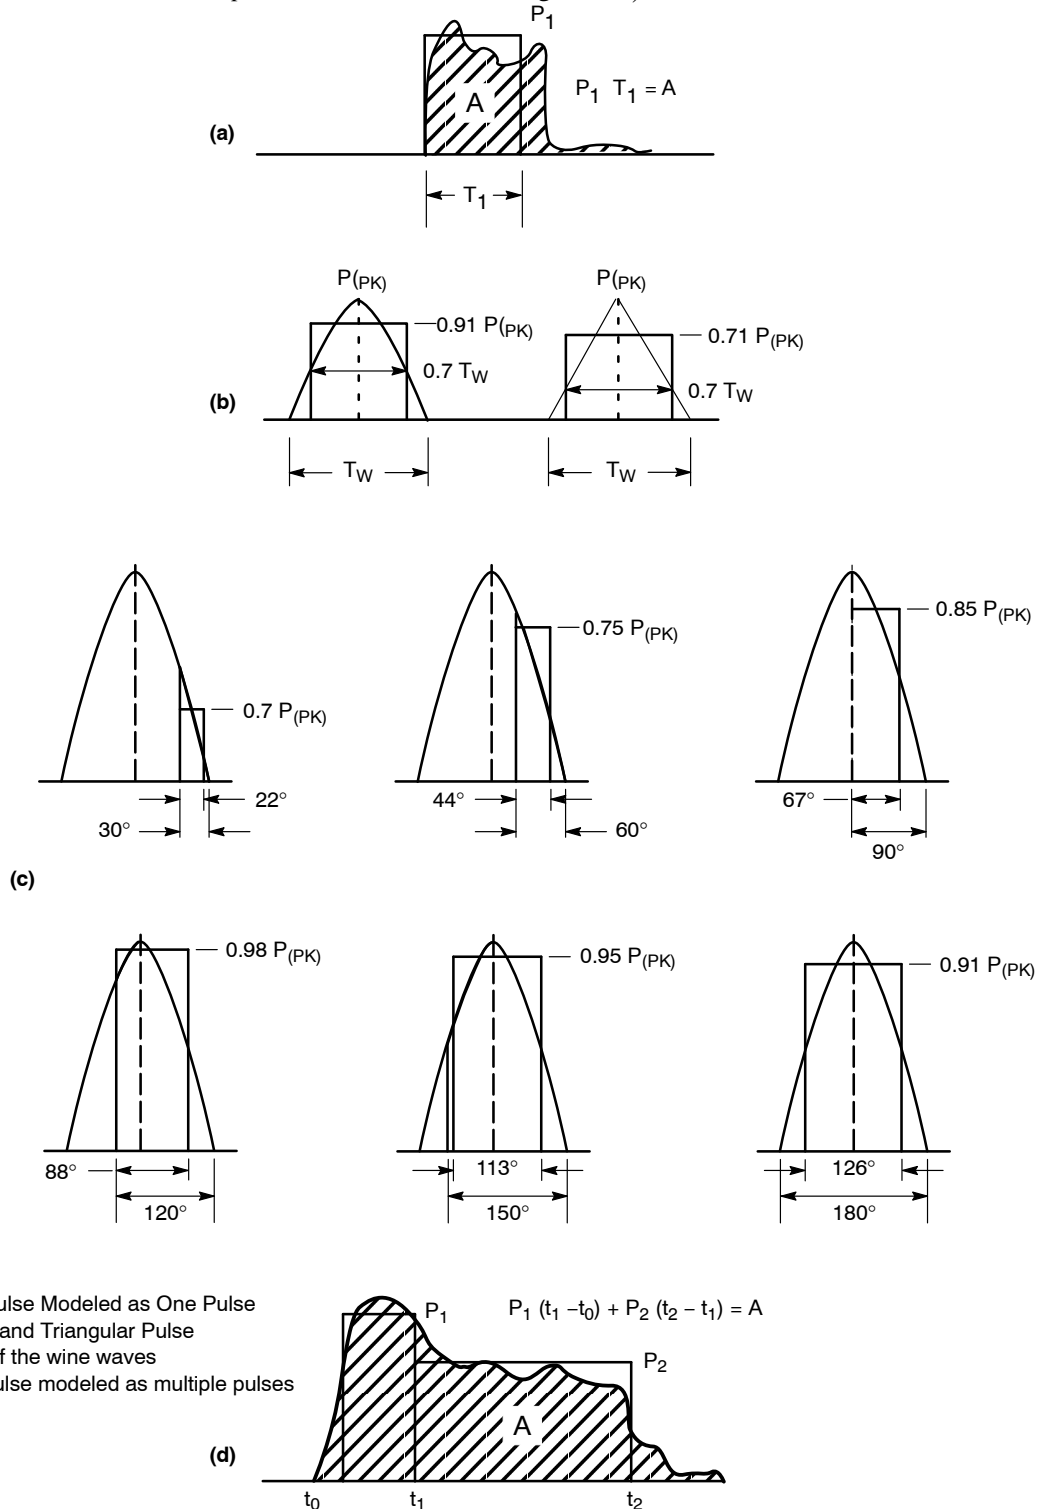 P1
P1 T1 = A
A
(a)
T1
P(PK) P(PK)
0.91 P(PK)
0.71 P(PK)
0.7 TW
0.7 TW
(b)
TW TW
0.75 P(PK)
0.85 P(PK)
0.7 P(PK)
22° 44° 67°
30° 60°
90°
(c)
0.98 P(PK) 0.95 P(PK) 0.91 P(PK)
88° 113° 126°
120° 150° 180°
ulse Modeled as One Pulse
and Triangular Pulse
f the wine waves
ulse modeled as multiple pulses
P1
P1 (t1 –t0) + P2 (t2 – t1) = A
P2
A
(d)
t0 t1 t2